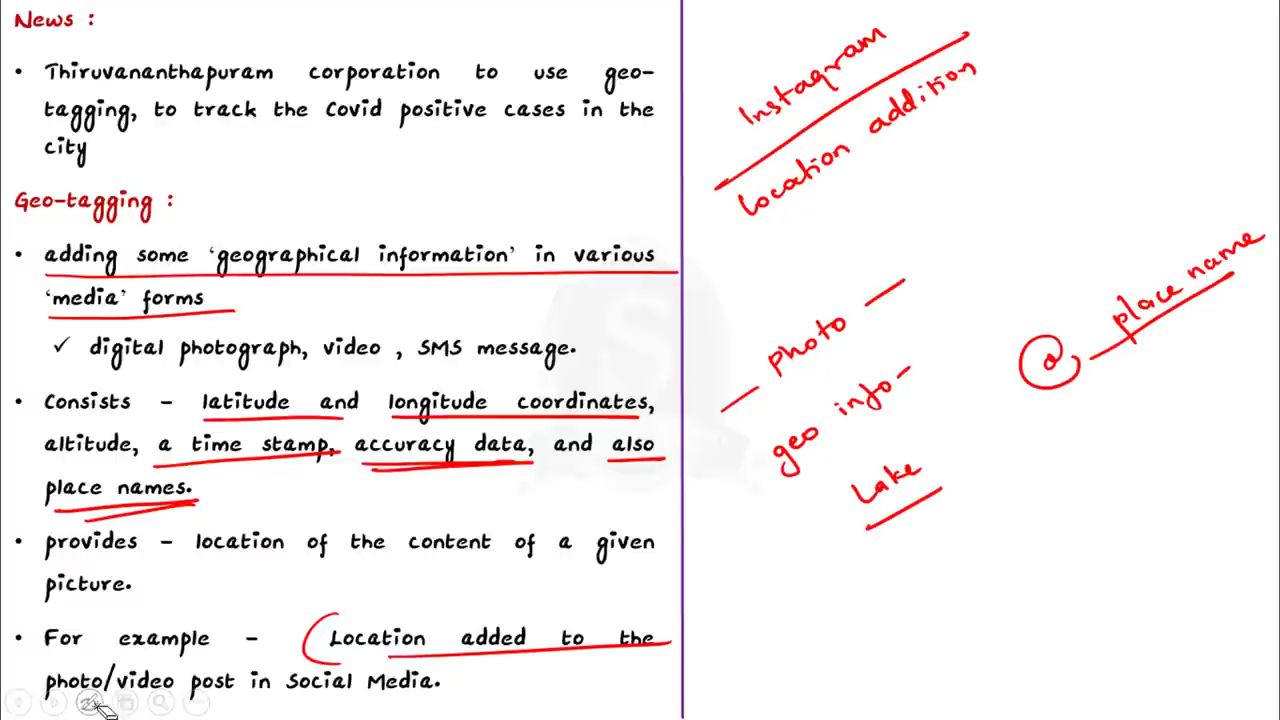 News :
• Thiruvananthapuram corporation to use geo-
tagging, to track the Covid positive cases in the
city
Geo-tagging :
• adding some ‘geographical information’ in various
‘media’ forms
✓ digital photograph, video , SMS message.
• Consists – latitude and longitude coordinates,
altitude, a time stamp, accuracy data, and also
place names.
• provides – location of the content of a given
picture.
• For example – Location added to the
photo/video post in Social Media.
Instagram
Location addition
photo
geo info-
Lake
@ place name